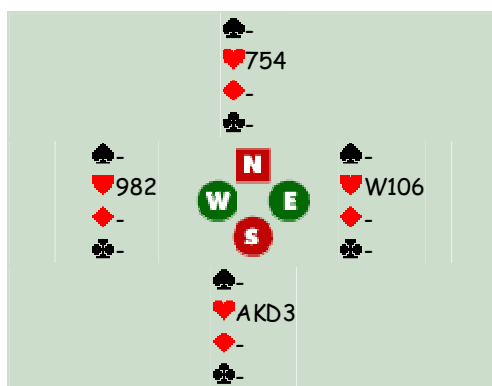 ♠-
♥754
♦-
♣-
♠-
♥982
♦-
♣-
N
W E
S
♠-
♥W106
♦-
♣-
♠-
♥AKD3
♦-
♣-